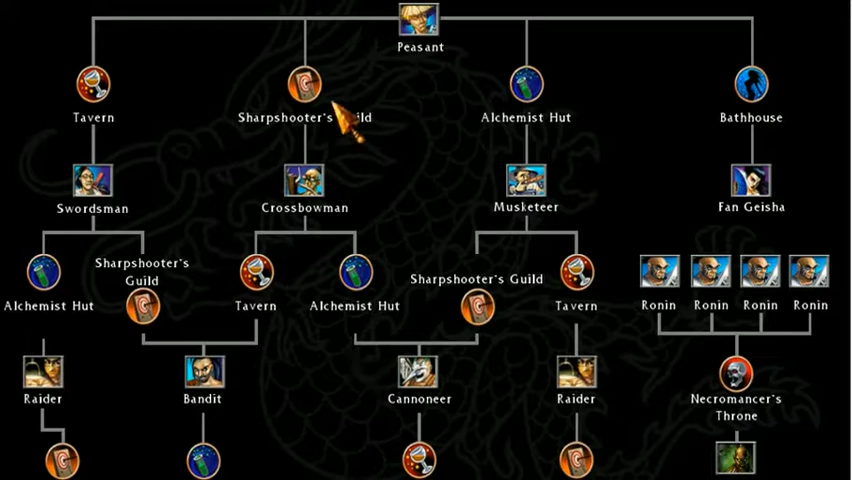 Peasant
Tavern
Sharpshooter's Guild
Alchemist Hut
Bathhouse
Swordsman
Crossbowman
Musketeer
Fan Geisha
Alchemist Hut
Sharpshooter's
Guild
Tavern
Alchemist Hut
Sharpshooter's Guild
Tavern
Ronin
Ronin
Ronin
Ronin
Raider
Bandit
Cannoneer
Raider
Necromancer's
Throne